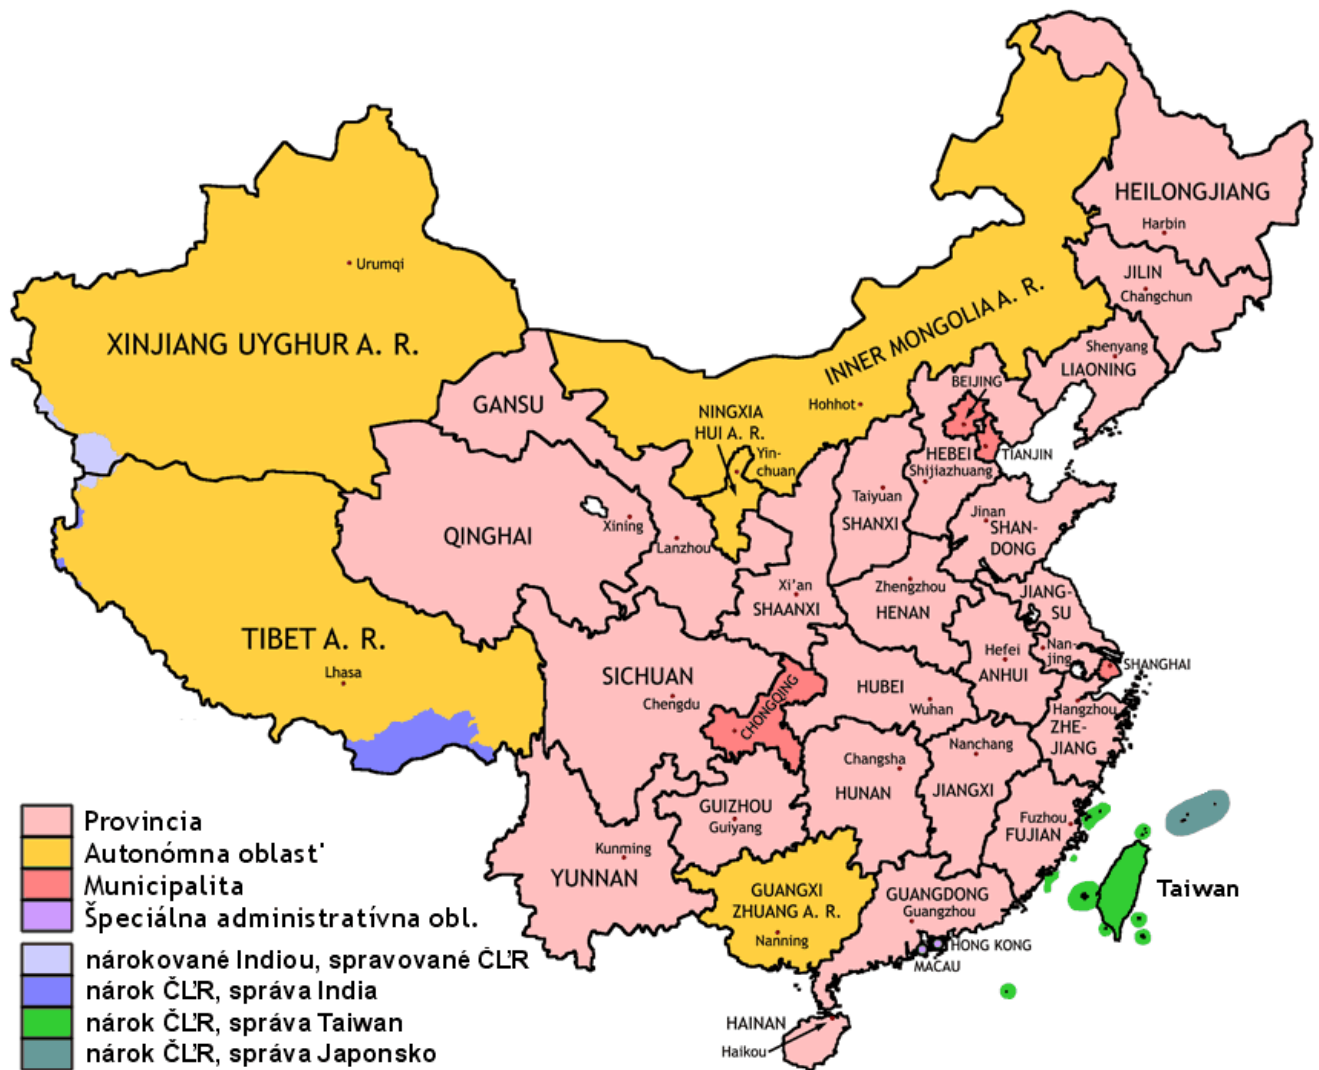 HEILONGJIANG
Harbin
JILIN
Changchun
Urumqi
XINJIANG UYGHUR A. R.
INNER MONGOLIA A. R.
Shenyang
LIAONING
BEIJING
GANSU
NINGXIA
HUI A. R.
Hohhot
Yin-
chuan
HEBEI
Shijiazhuang
TIANJIN
Taiyuan
SHANXI
Jinan
SHAN-
DONG
QINGHAI
Xining
Lanzhou
Xi'an
SHAANXI
Zhengzhou
HENAN
JIANG-
SU
TIBET A. R.
Lhasa
SICHUAN
Chengdu
CHONGQING
HUBEI
Wuhan
Hefei
ANHUI
Nan-
jing
SHANGHAI
Hangzhou
ZHE-
JIANG
Changsha
HUNAN
Nanchang
JIANGXI
GUIZHOU
Guiyang
Fuzhou
FUJIAN
Kunming
YUNNAN
GUANGXI
ZHUANG A. R.
Nanning
GUANGDONG
Guangzhou
Taiwan
HONG KONG
MACAU
HAINAN
Haikou
Provincia
Autonómna oblasť
Municipalita
Špeciálna administratívna obl.
nárokované Indiou, spravované ČĽR
nárok ČĽR, správa India
nárok ČĽR, správa Taiwan
nárok ČĽR, správa Japonsko